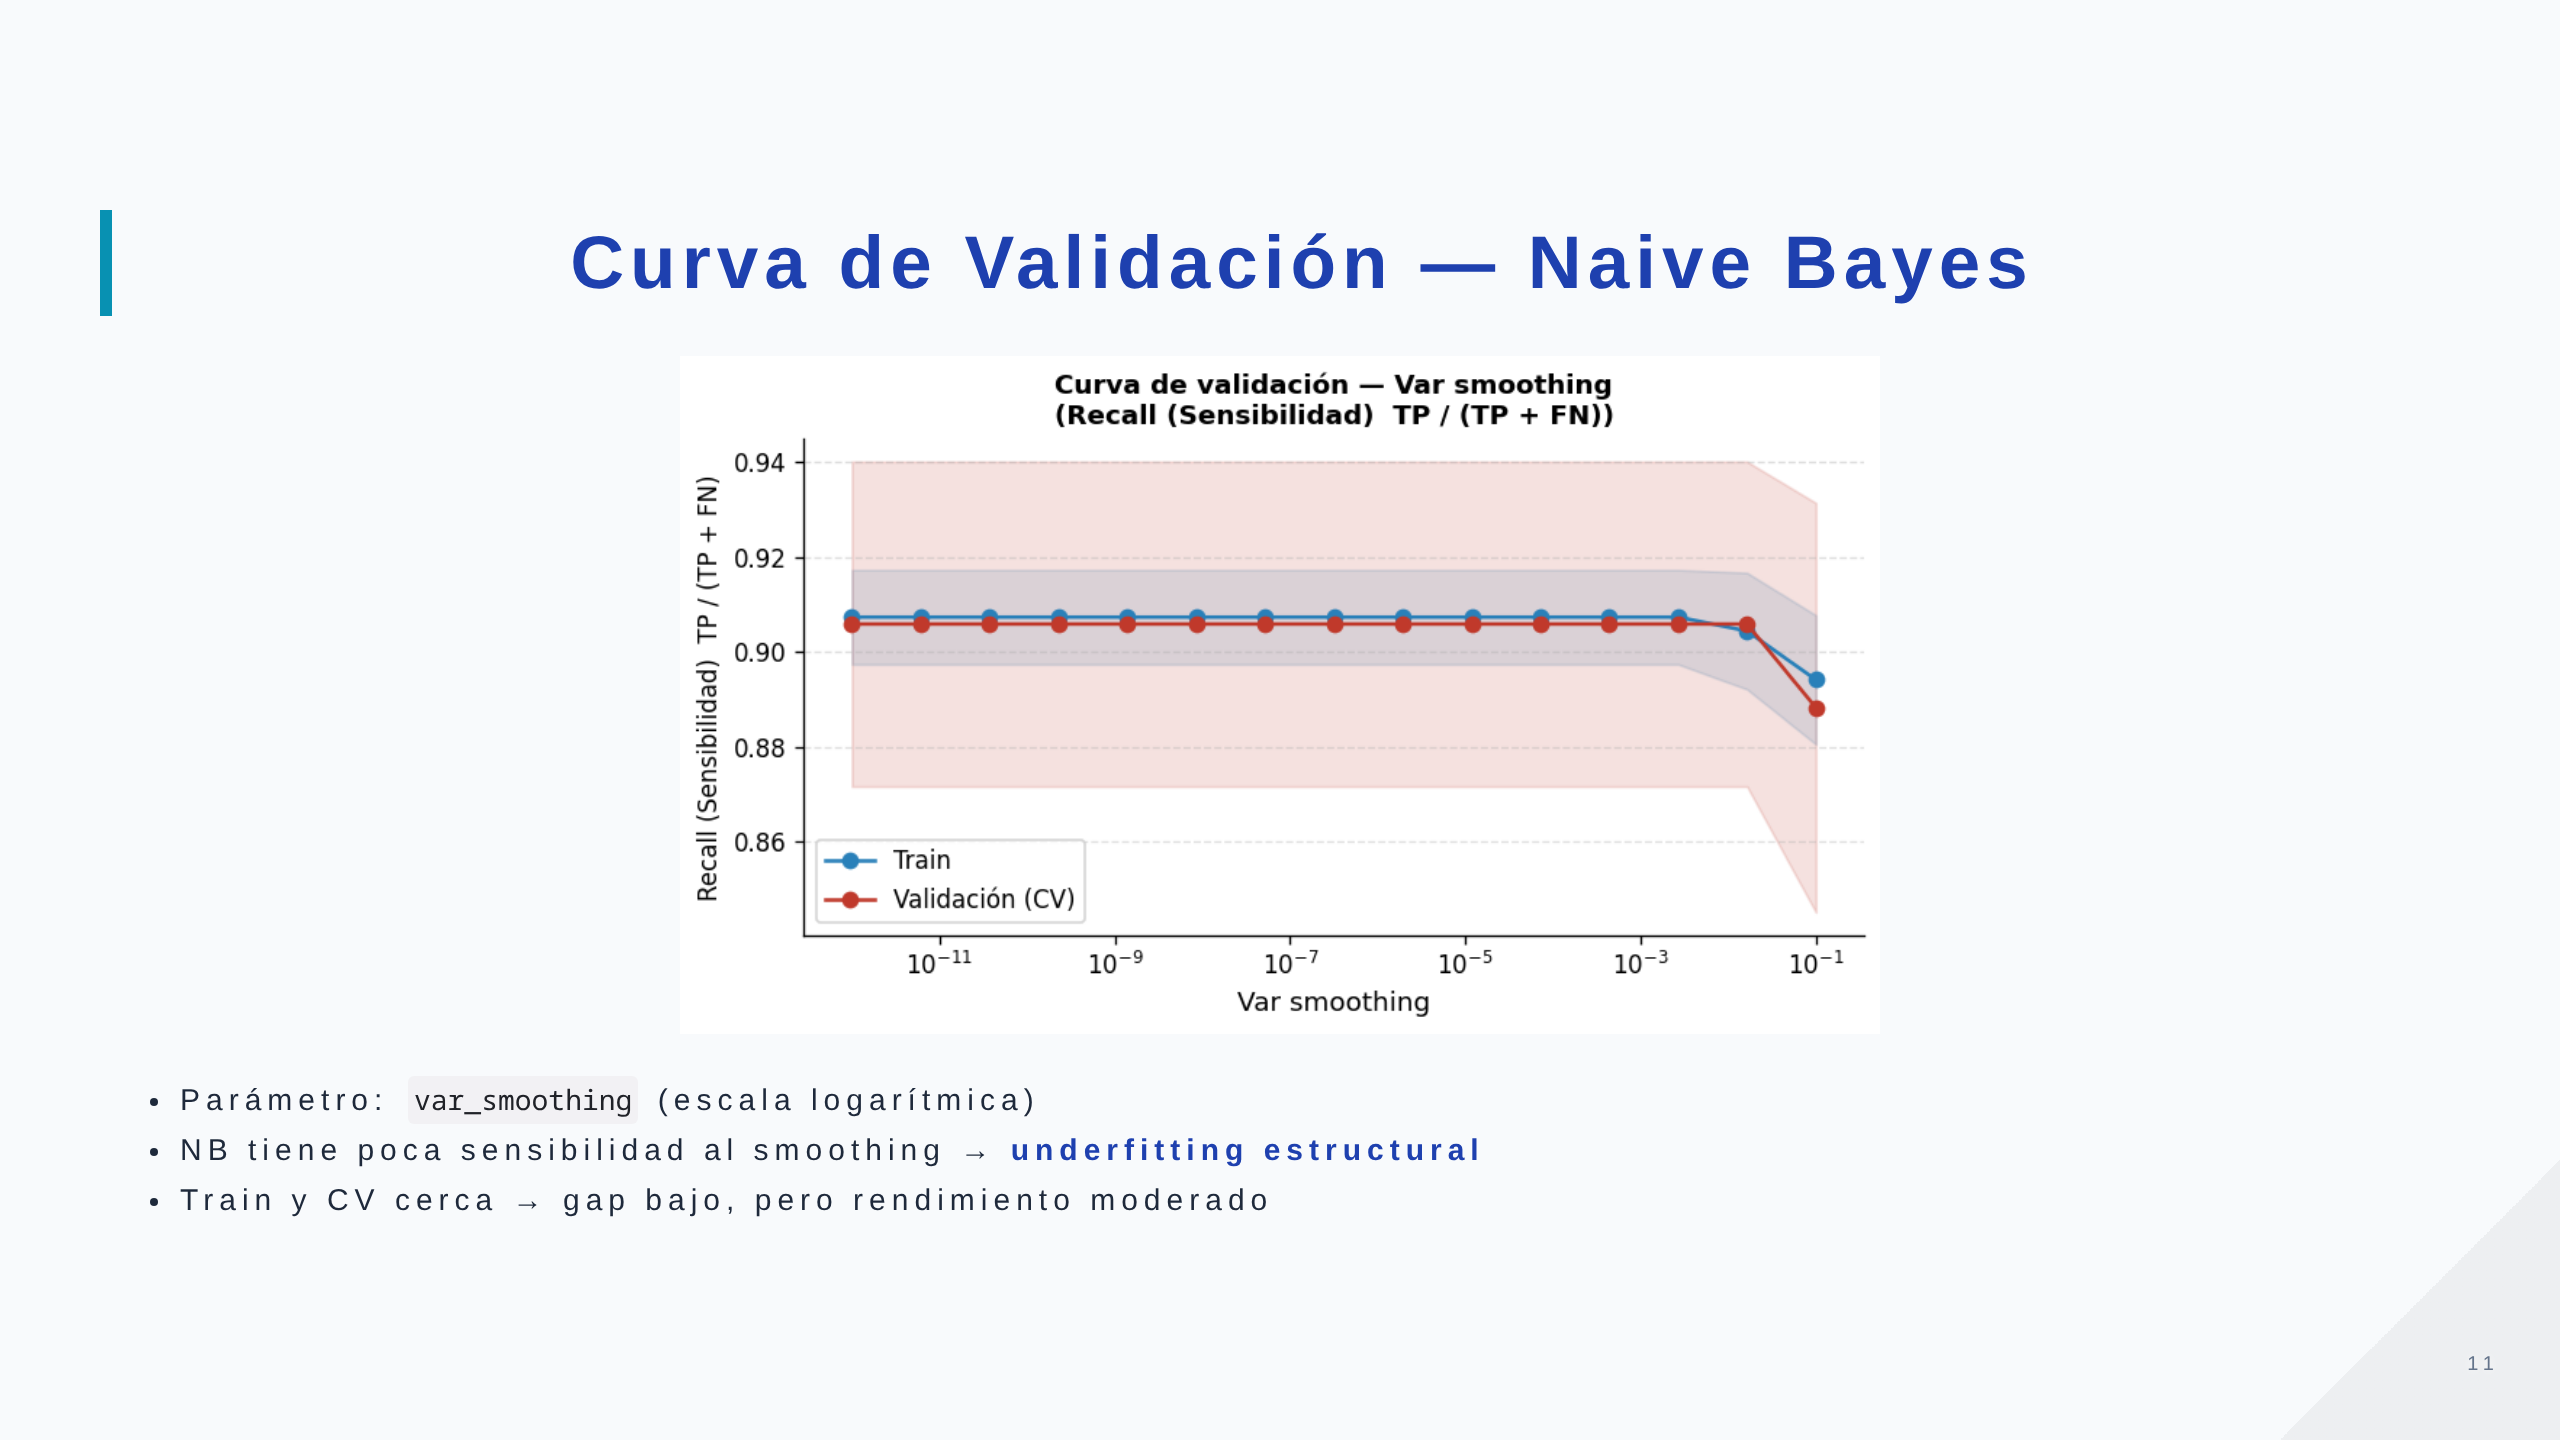 Curva de Validación — Naive Bayes
Curva de validación — Var smoothing
(Recall (Sensibilidad)  TP / (TP + FN))
Recall (Sensibilidad)  TP / (TP + FN)
0.94
0.92
0.90
0.88
0.86
Train
Validación (CV)
10⁻¹¹ 10⁻⁹ 10⁻⁷ 10⁻⁵ 10⁻³ 10⁻¹
Var smoothing
• Parámetro: var_smoothing (escala logarítmica)
• NB tiene poca sensibilidad al smoothing → underfitting estructural
• Train y CV cerca → gap bajo, pero rendimiento moderado
11